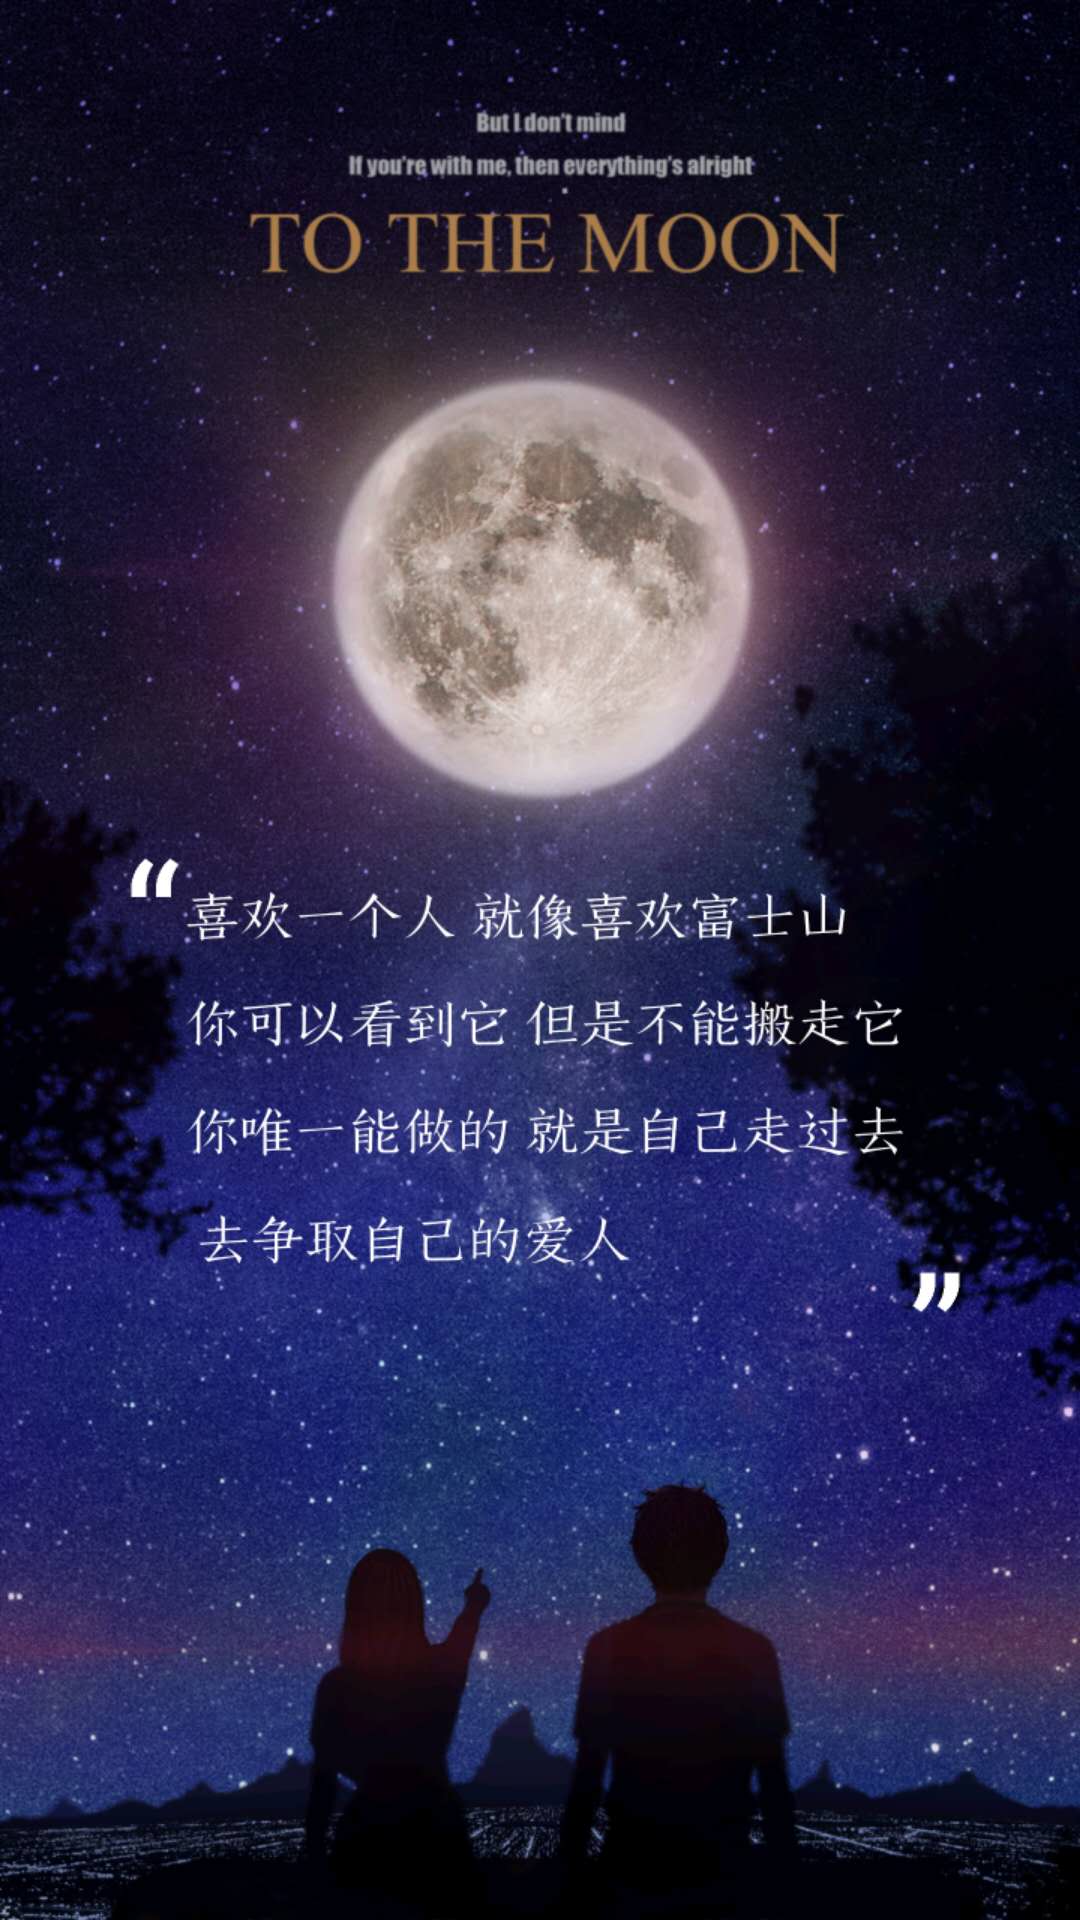 But I don't mind
If you're with me, then everything's alright
TO THE MOON
“喜欢一个人 就像喜欢富士山
你可以看到它 但是不能搬走它
你唯一能做的 就是自己走过去
去争取自己的爱人
”